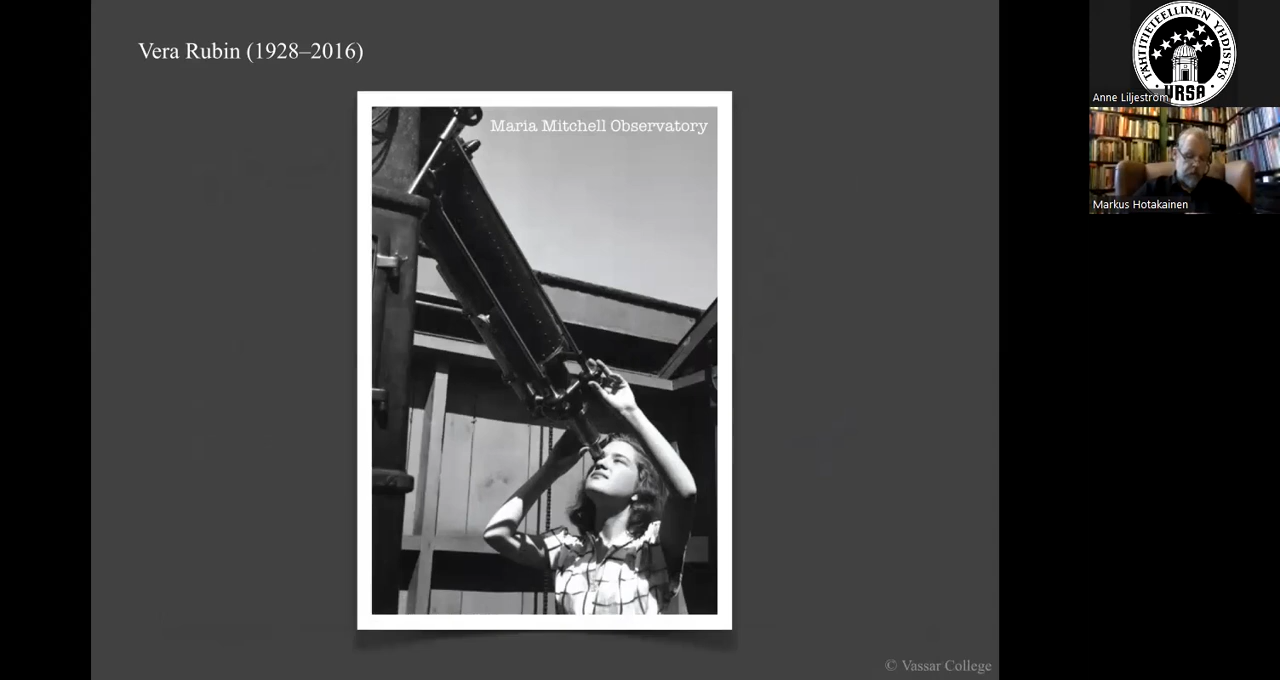 Vera Rubin (1928–2016)
Maria Mitchell Observatory
© Vassar College
TÄHTITIETEELLINEN YHDISTYS
URSA
Anne Liljeström
Markus Hotakainen